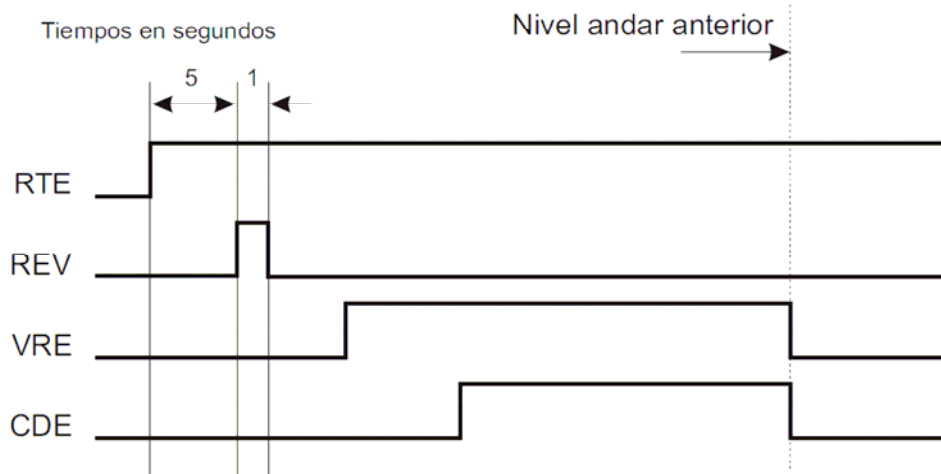 Tiempos en segundos
Nivel andar anterior
5
1
RTE
REV
VRE
CDE